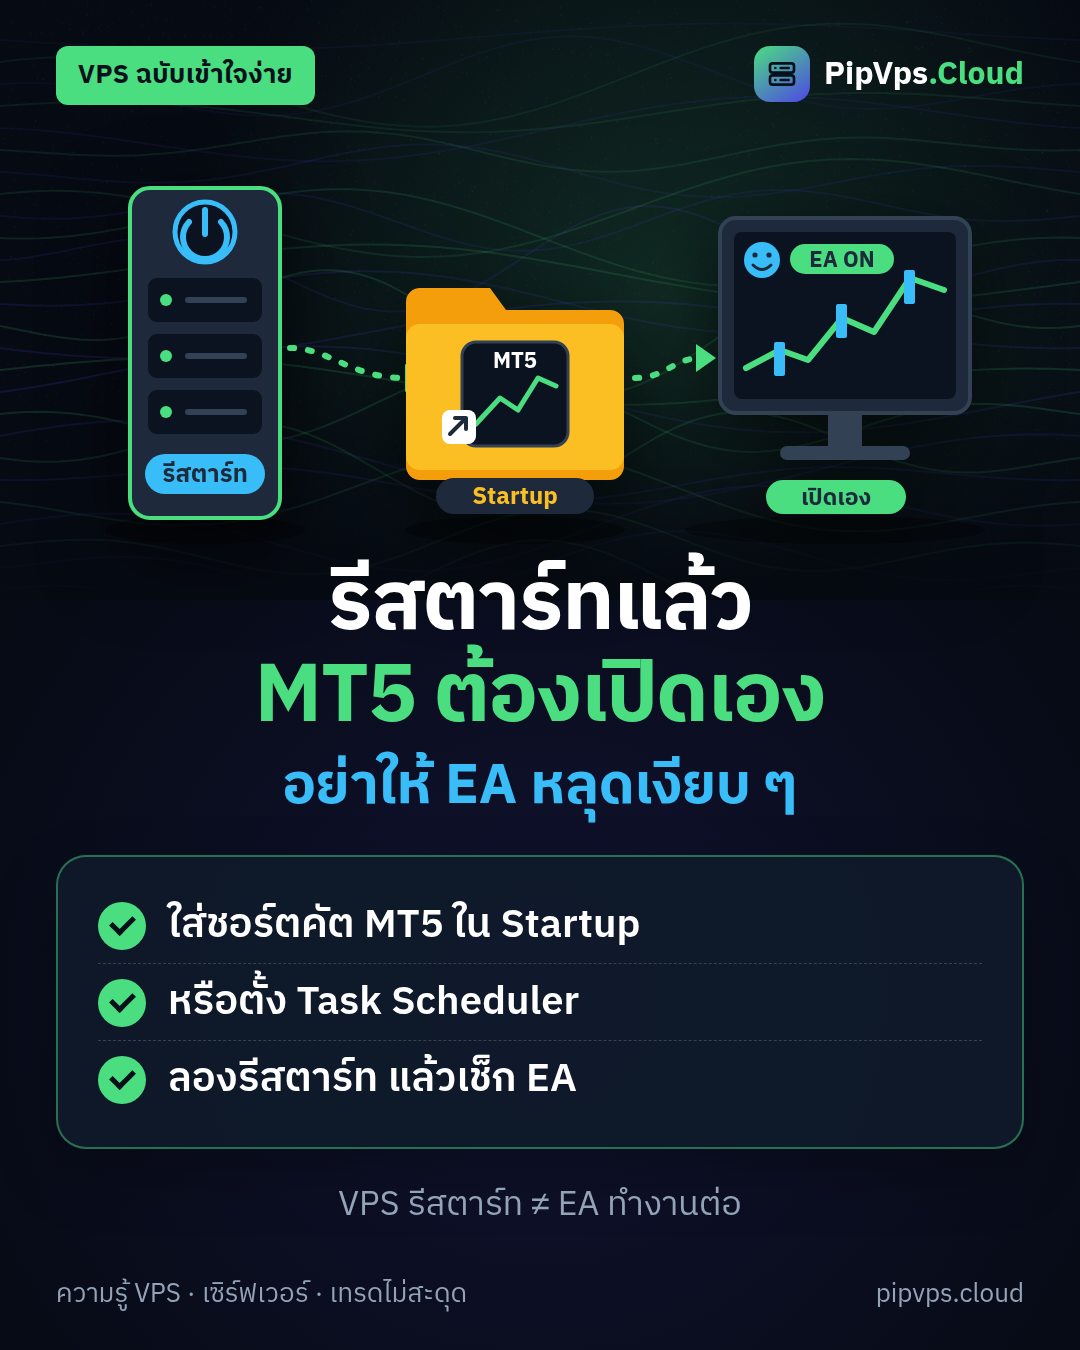 VPS ฉบับเข้าใจง่าย
PipVps.Cloud
EA ON
MT5
รีสตาร์ท
Startup
เปิดเอง
รีสตาร์ทแล้ว
MT5 ต้องเปิดเอง
อย่าให้ EA หลุดเงียบ ๆ
ใส่ชอร์ตคัต MT5 ใน Startup
หรือตั้ง Task Scheduler
ลองรีสตาร์ท แล้วเช็ก EA
VPS รีสตาร์ท ≠ EA ทำงานต่อ
ความรู้ VPS · เซิร์ฟเวอร์ · เทรดไม่สะดุด
pipvps.cloud